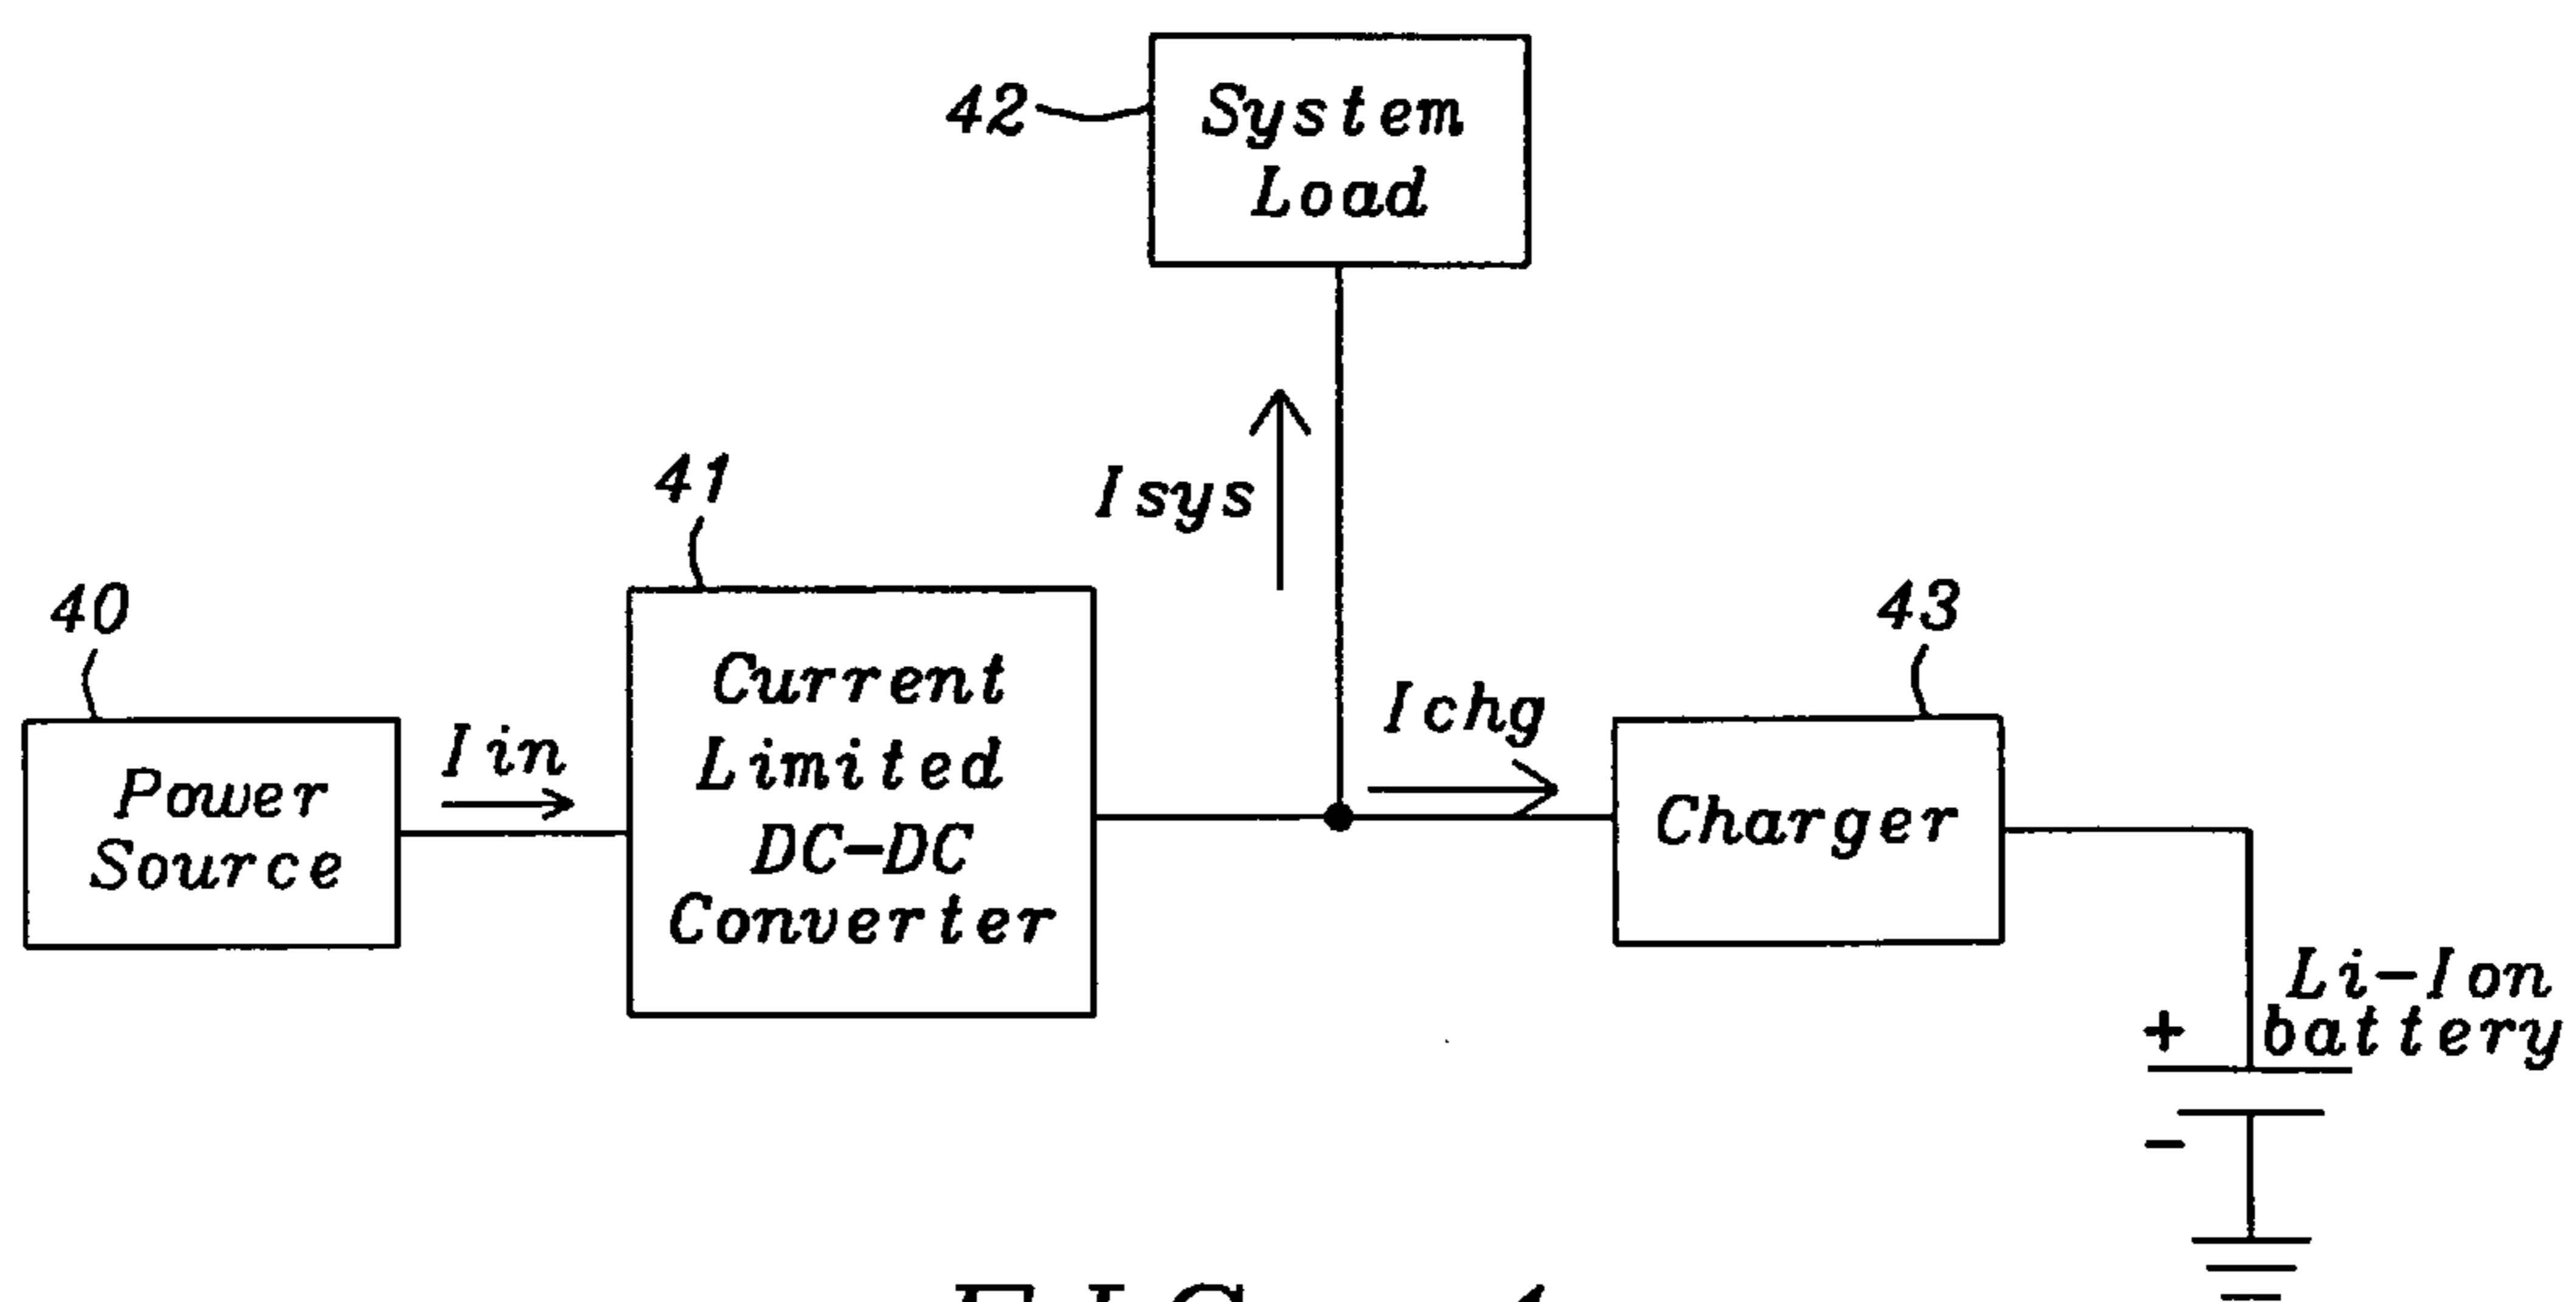 42
System
Load
Isys
41
40
Power
Source
Iin
Current
Limited
DC-DC
Converter
Ichg
43
Charger
Li-Ion
battery
+
-